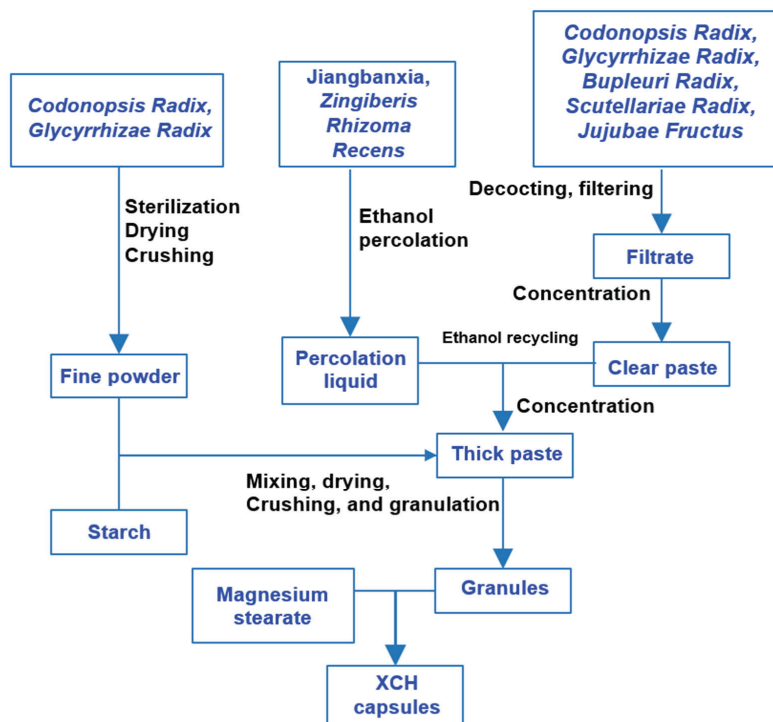 Codonopsis Radix,
Glycyrrhizae Radix
Jiangbanxia,
Zingiberis
Rhizoma
Recens
Codonopsis Radix,
Glycyrrhizae Radix,
Bupleuri Radix,
Scutellariae Radix,
Jujubae Fructus
Sterilization
Drying
Crushing
Ethanol
percolation
Decocting, filtering
Filtrate
Concentration
Fine powder
Percolation
liquid
Ethanol recycling
Clear paste
Concentration
Thick paste
Mixing, drying,
Crushing, and granulation
Starch
Magnesium
stearate
Granules
XCH
capsules